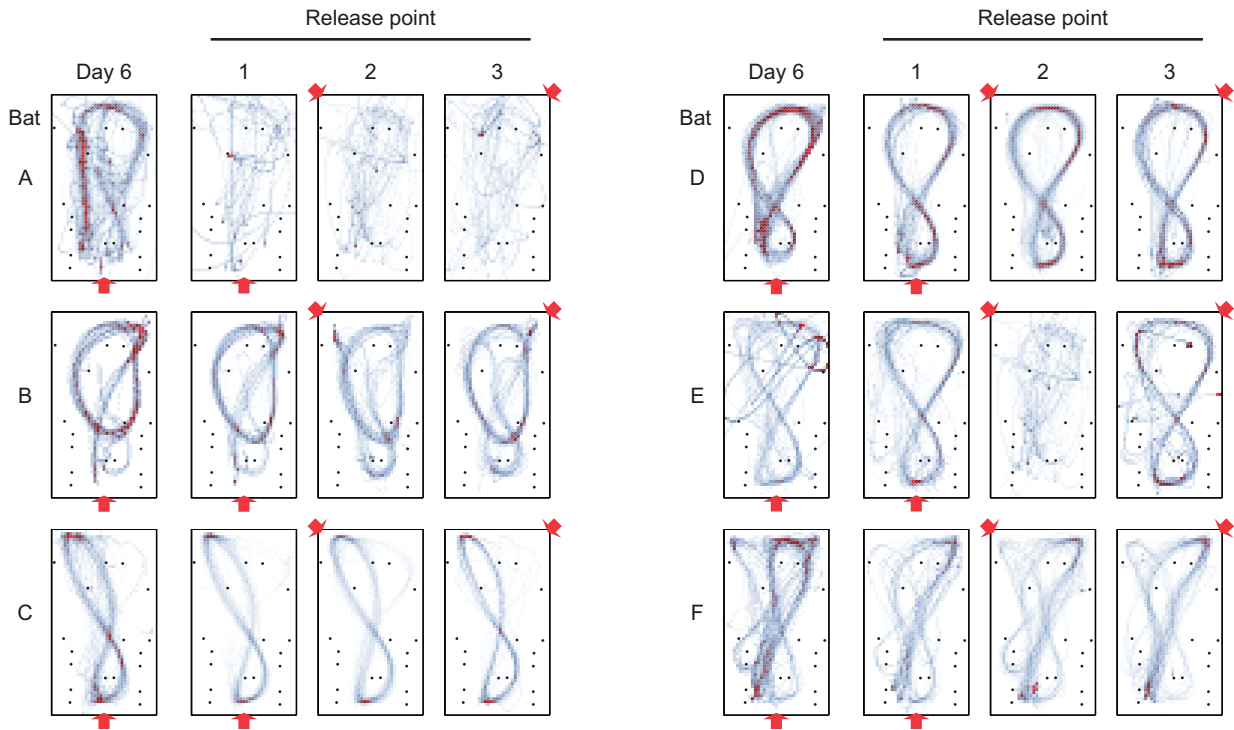 Release point
Release point
Day 6 1 2 3
Day 6 1 2 3
Bat
Bat
A
D
B
E
C
F